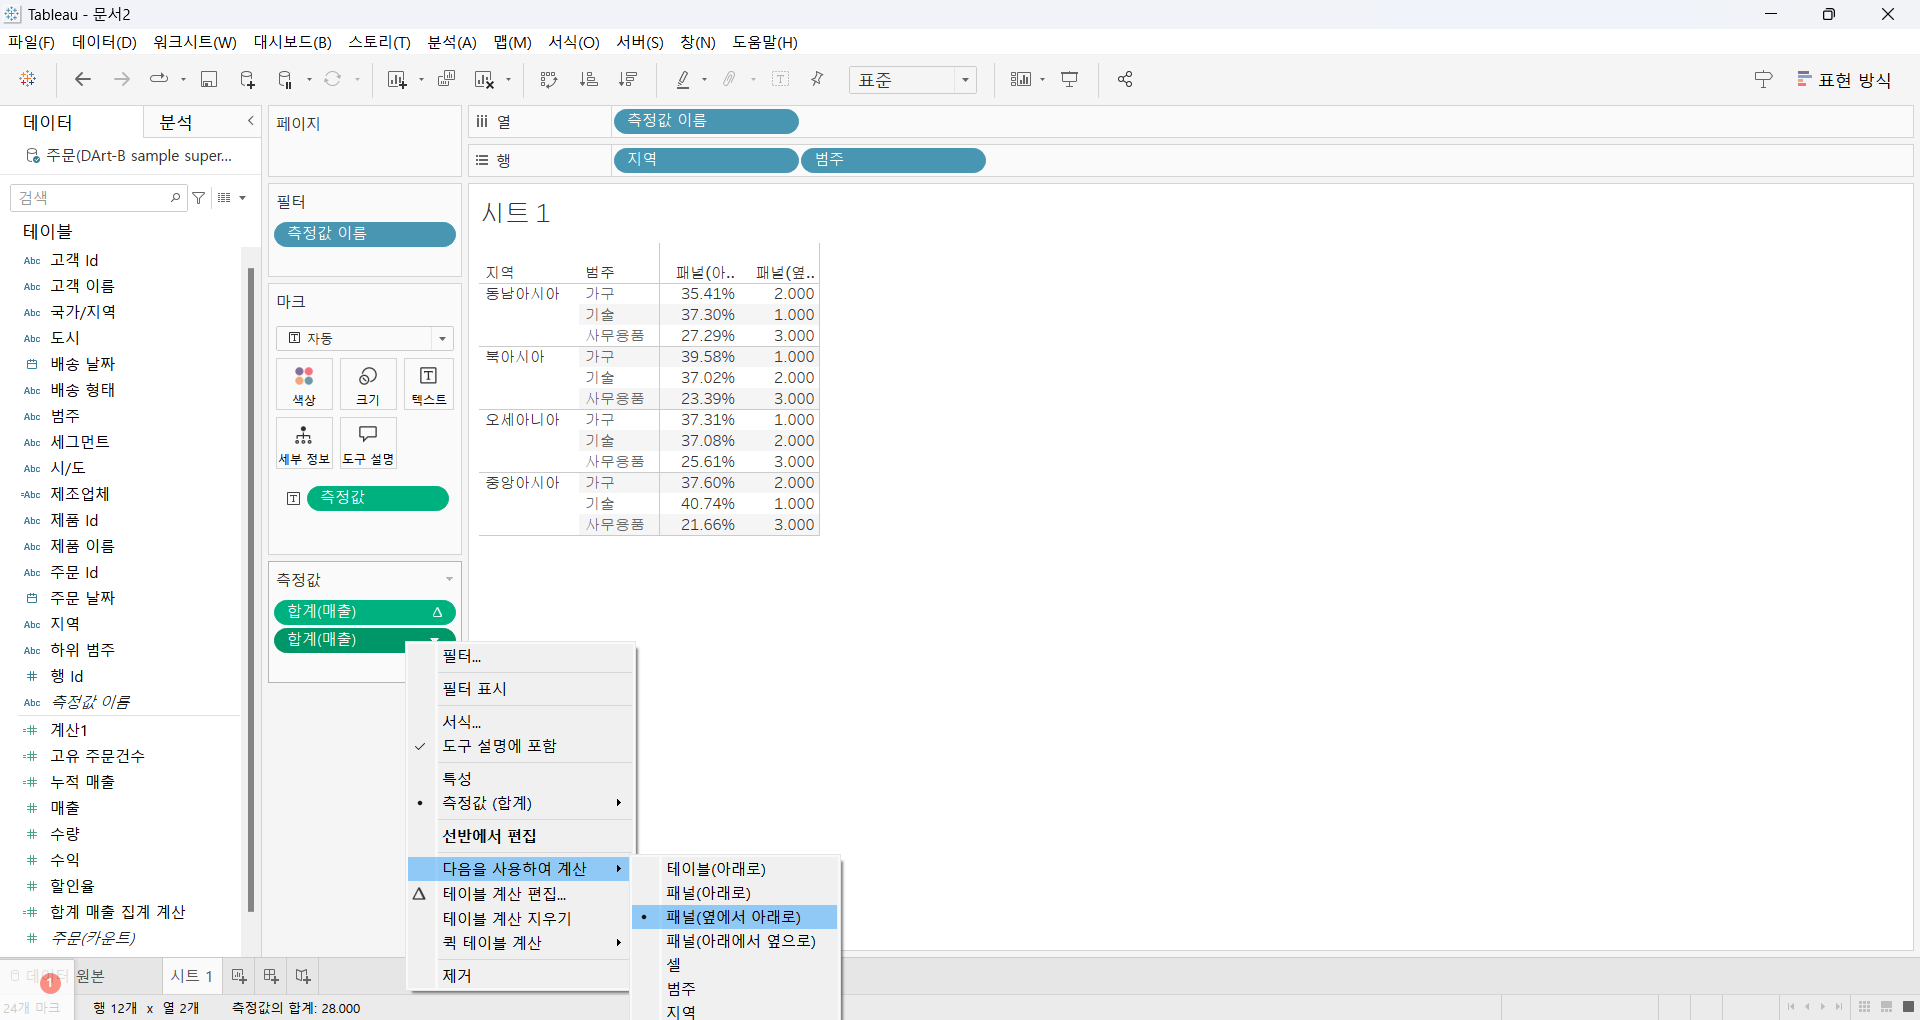 Tableau - 문서2
파일(F) 데이터(D) 워크시트(W) 대시보드(B) 스토리(T) 분석(A) 맵(M) 서식(O) 서버(S) 창(N) 도움말(H)
표준
표현 방식
데이터 분석
주문(DArt-B sample super...
검색
테이블
Abc 고객 Id
Abc 고객 이름
Abc 국가/지역
Abc 도시
배송 날짜
Abc 배송 형태
Abc 범주
Abc 세그먼트
Abc 시/도
=Abc 제조업체
Abc 제품 Id
Abc 제품 이름
Abc 주문 Id
주문 날짜
Abc 지역
Abc 하위 범주
# 행 Id
Abc 측정값 이름
=# 계산1
=# 고유 주문건수
=# 누적 매출
# 매출
# 수량
# 수익
# 할인율
=# 합계 매출 집계 계산
# 주문(카운트)
페이지
필터
측정값 이름
마크
자동
색상 크기 텍스트
세부 정보 도구 설명
측정값
측정값
합계(매출) Δ
합계(매출)
열 측정값 이름
행 지역 범주
시트 1
지역 범주 패널(아.. 패널(옆..
동남아시아 가구 35.41% 2.000
기술 37.30% 1.000
사무용품 27.29% 3.000
북아시아 가구 39.58% 1.000
기술 37.02% 2.000
사무용품 23.39% 3.000
오세아니아 가구 37.31% 1.000
기술 37.08% 2.000
사무용품 25.61% 3.000
중앙아시아 가구 37.60% 2.000
기술 40.74% 1.000
사무용품 21.66% 3.000
필터...
필터 표시
서식...
도구 설명에 포함
특성
측정값 (합계)
선반에서 편집
다음을 사용하여 계산
Δ 테이블 계산 편집...
테이블 계산 지우기
퀵 테이블 계산
제거
테이블(아래로)
패널(아래로)
패널(옆에서 아래로)
패널(아래에서 옆으로)
셀
범주
지역
데이터 원본 시트 1
1
24개 마크 행 12개 x 열 2개 측정값의 합계: 28.000